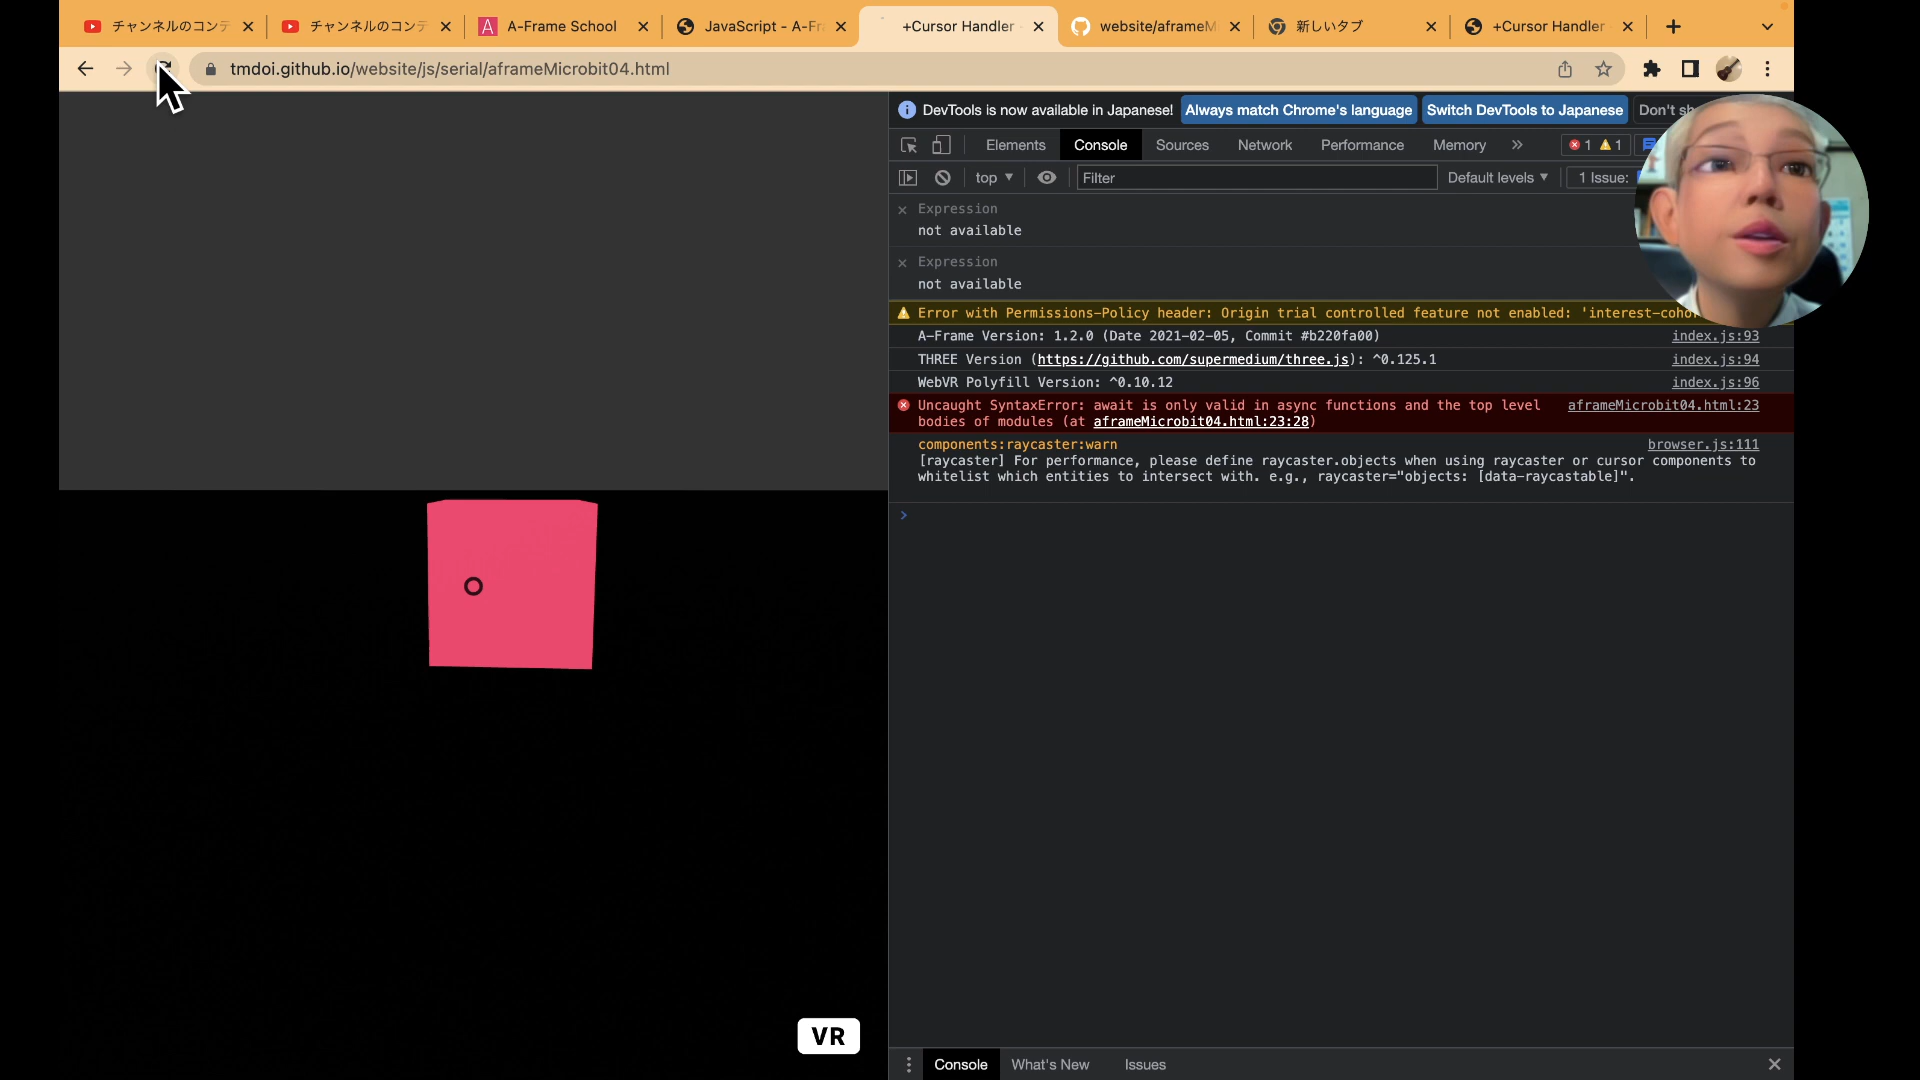 チャンネルのコンテ
チャンネルのコンテ
A-Frame School
JavaScript - A-Fr
+Cursor Handler
website/aframeM
新しいタブ
+Cursor Handler
tmdoi.github.io/website/js/serial/aframeMicrobit04.html
DevTools is now available in Japanese!
Always match Chrome's language
Switch DevTools to Japanese
Don't sh
Elements
Console
Sources
Network
Performance
Memory
1
1
top
Filter
Default levels
1 Issue:
Expression
not available
Expression
not available
Error with Permissions-Policy header: Origin trial controlled feature not enabled: 'interest-cohor
A-Frame Version: 1.2.0 (Date 2021-02-05, Commit #b220fa00)
index.js:93
THREE Version (https://github.com/supermedium/three.js): ^0.125.1
index.js:94
WebVR Polyfill Version: ^0.10.12
index.js:96
Uncaught SyntaxError: await is only valid in async functions and the top level
aframeMicrobit04.html:23
bodies of modules (at aframeMicrobit04.html:23:28)
components:raycaster:warn
browser.js:111
[raycaster] For performance, please define raycaster.objects when using raycaster or cursor components to
whitelist which entities to intersect with. e.g., raycaster="objects: [data-raycastable]".
VR
Console
What's New
Issues